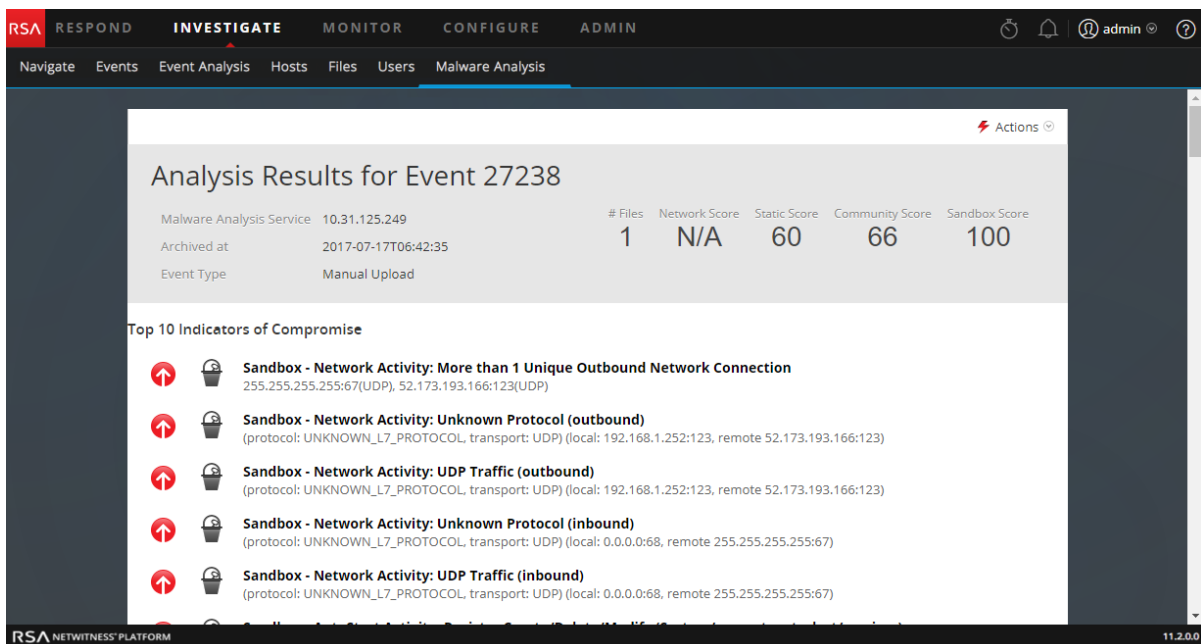 RSA RESPOND INVESTIGATE MONITOR CONFIGURE ADMIN admin ?
Navigate Events Event Analysis Hosts Files Users Malware Analysis
Actions
Analysis Results for Event 27238
Malware Analysis Service 10.31.125.249
Archived at 2017-07-17T06:42:35
Event Type Manual Upload
# Files Network Score Static Score Community Score Sandbox Score
1 N/A 60 66 100
Top 10 Indicators of Compromise
Sandbox - Network Activity: More than 1 Unique Outbound Network Connection
255.255.255.255:67(UDP), 52.173.193.166:123(UDP)
Sandbox - Network Activity: Unknown Protocol (outbound)
(protocol: UNKNOWN_L7_PROTOCOL, transport: UDP) (local: 192.168.1.252:123, remote 52.173.193.166:123)
Sandbox - Network Activity: UDP Traffic (outbound)
(protocol: UNKNOWN_L7_PROTOCOL, transport: UDP) (local: 192.168.1.252:123, remote 52.173.193.166:123)
Sandbox - Network Activity: Unknown Protocol (inbound)
(protocol: UNKNOWN_L7_PROTOCOL, transport: UDP) (local: 0.0.0.0:68, remote 255.255.255.255:67)
Sandbox - Network Activity: UDP Traffic (inbound)
(protocol: UNKNOWN_L7_PROTOCOL, transport: UDP) (local: 0.0.0.0:68, remote 255.255.255.255:67)
RSA NETWITNESS® PLATFORM 11.2.0.0